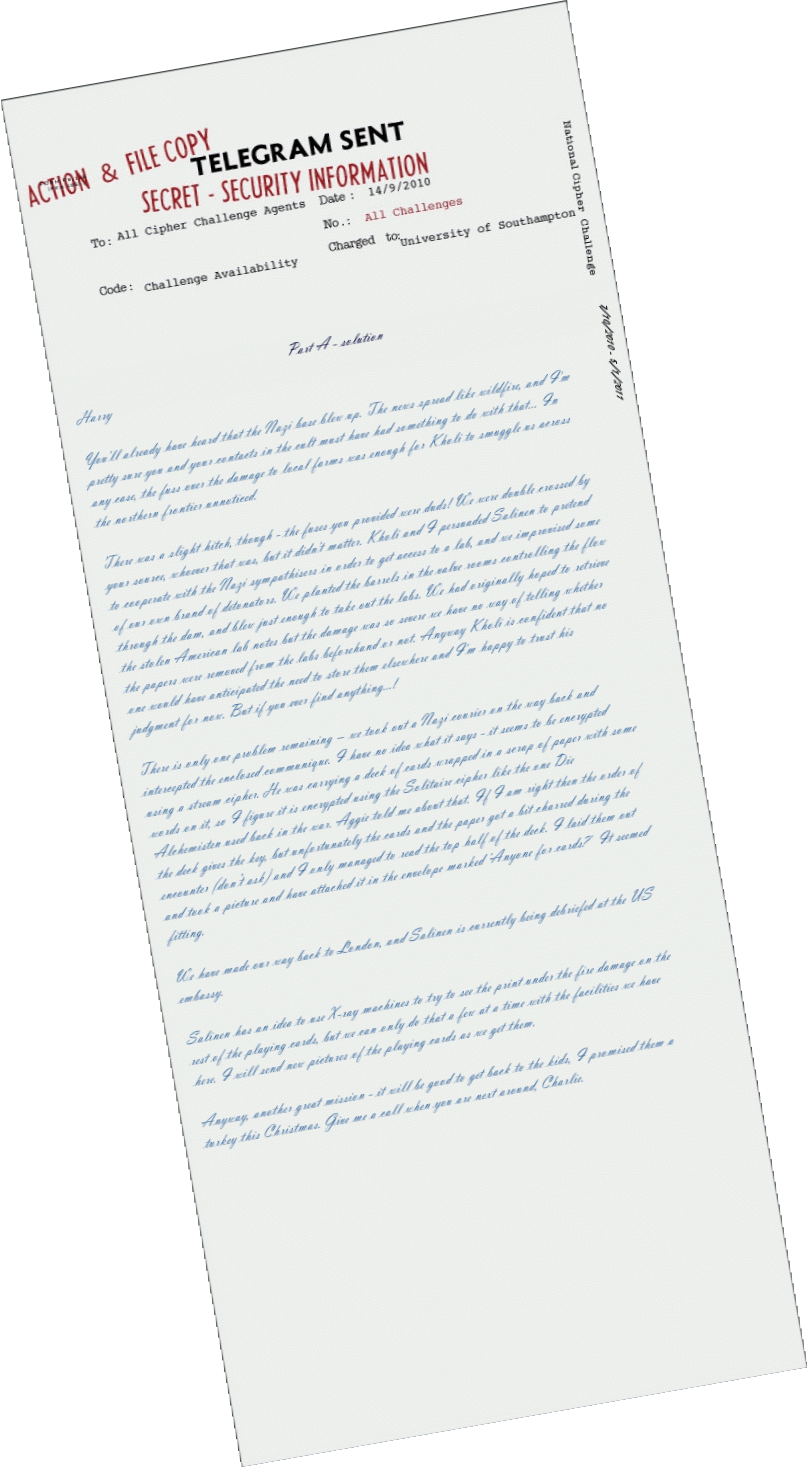 ACTION & FILE COPY
TELEGRAM SENT
SECRET - SECURITY INFORMATION
To: All Cipher Challenge Agents
Date: 14/9/2010
No.: All Challenges
Charged to: University of Southampton
Code: Challenge Availability
National Cipher Challenge
Part A - solution
Harry
You'll already have heard that the Nazi base blew up. The news spread like wildfire, and I'm
pretty sure you and your contacts in the cult must have had something to do with that... In
any case, the fuss over the damage to local farms was enough for Kholi to smuggle us across
the northern frontier unnoticed.
There was a slight hitch, though - the fuses you provided were duds! We were double crossed by
your source, whoever that was, but it didn't matter. Kholi and I persuaded Salinen to pretend
to cooperate with the Nazi sympathisers in order to get access to a lab, and we improvised some
of our own brand of detonators. We planted the barrels in the valve rooms controlling the flow
through the dam, and blew just enough to take out the labs. We had originally hoped to retrieve
the stolen American lab notes but the damage was so severe we have no way of telling whether
the papers were removed from the labs beforehand or not. Anyway Kholi is confident that no
one would have anticipated the need to store them elsewhere and I'm happy to trust his
judgment for now. But if you ever find anything...!
There is only one problem remaining – we took out a Nazi courier on the way back and
intercepted the enclosed communique. I have no idea what it says - it seems to be encrypted
using a stream cipher. He was carrying a deck of cards wrapped in a scrap of paper with some
words on it, so I figure it is encrypted using the Solitaire cipher like the one Die
Alchemisten used back in the war. Aggie told me about that. If I am right then the order of
the deck gives the key, but unfortunately the cards and the paper got a bit charred during the
encounter (don't ask) and I only managed to read the top half of the deck. I laid them out
and took a picture and have attached it in the envelope marked 'Anyone for cards?' It seemed
fitting.
We have made our way back to London, and Salinen is currently being debriefed at the US
embassy.
Salinen has an idea to use X-ray machines to try to see the print under the fire damage on the
rest of the playing cards, but we can only do that a few at a time with the facilities we have
here. I will send new pictures of the playing cards as we get them.
Anyway, another great mission - it will be good to get back to the kids, I promised them a
turkey this Christmas. Give me a call when you are next around, Charlie.